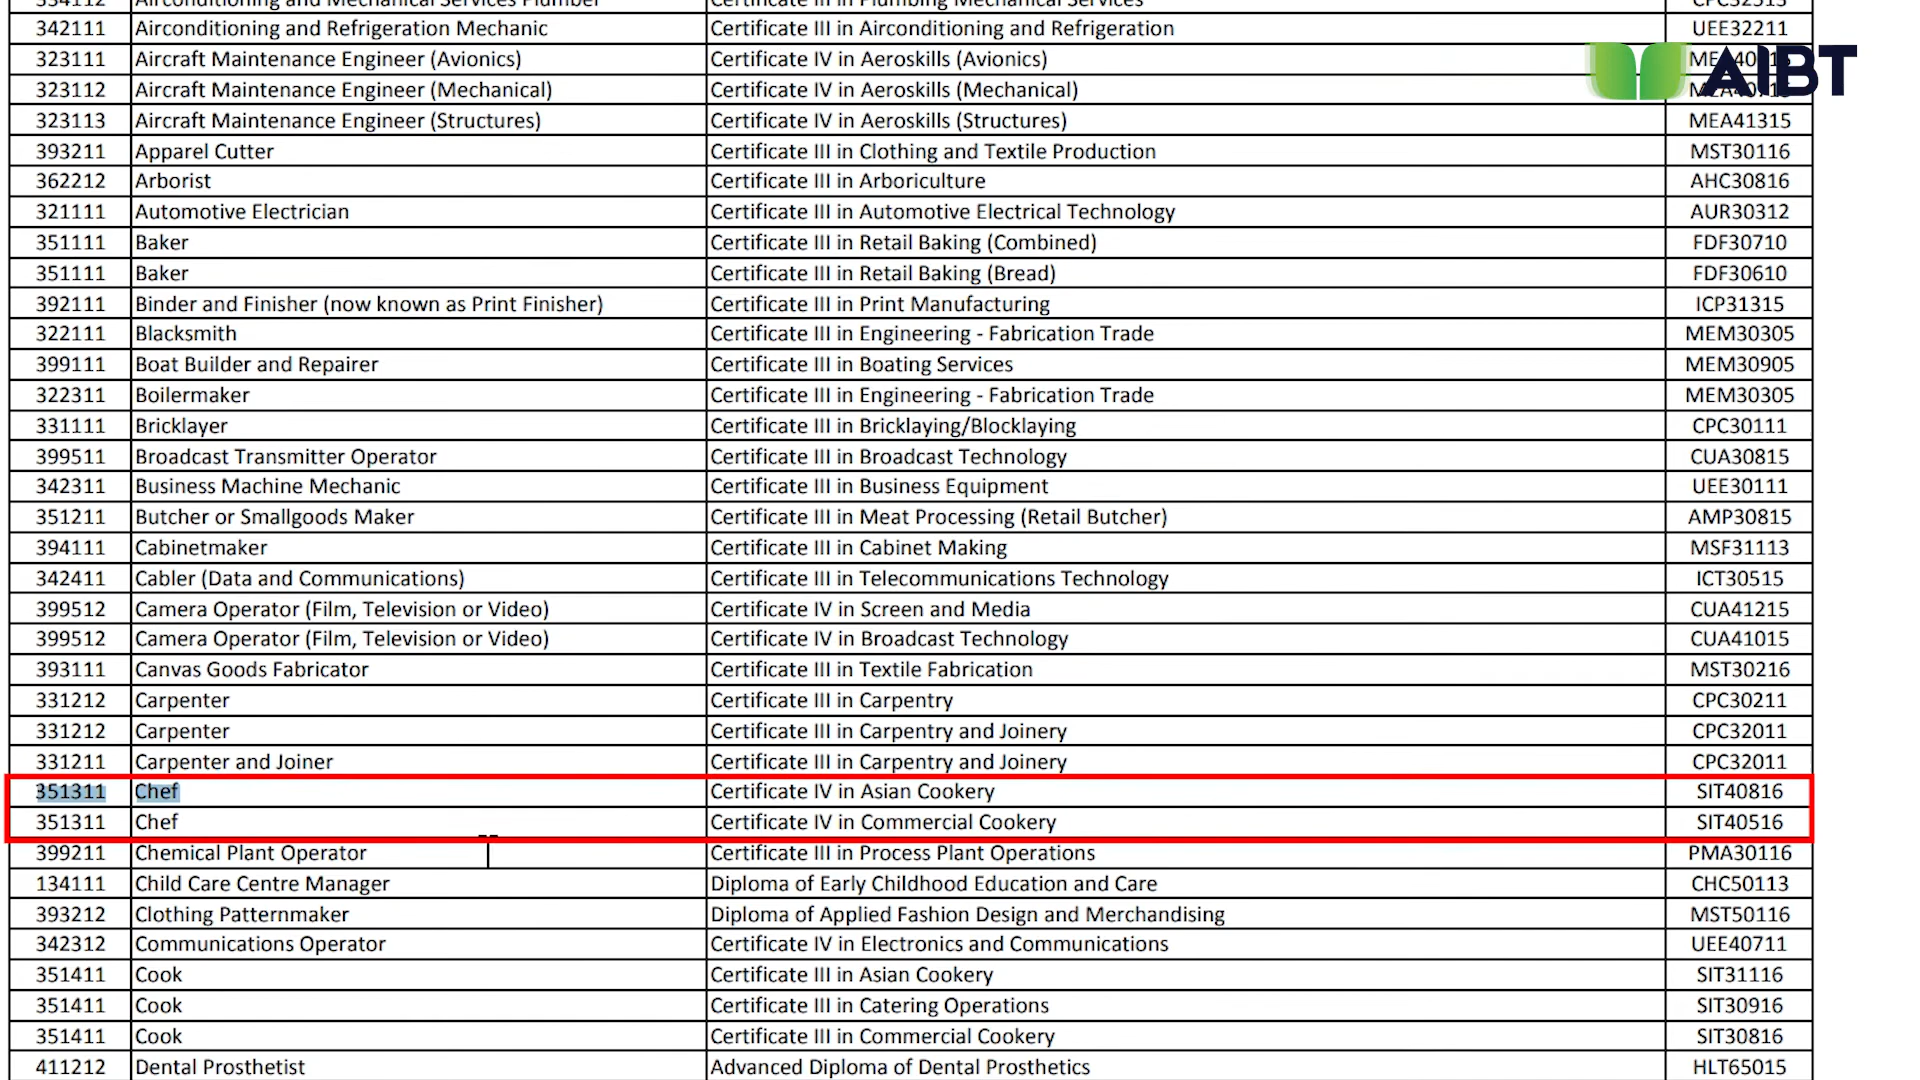 334112 Airconditioning and Mechanical Services Plumber Certificate III in Plumbing Mechanical Services CPC32513
342111 Airconditioning and Refrigeration Mechanic Certificate III in Airconditioning and Refrigeration UEE32211
323111 Aircraft Maintenance Engineer (Avionics) Certificate IV in Aeroskills (Avionics)
AIBT
323112 Aircraft Maintenance Engineer (Mechanical) Certificate IV in Aeroskills (Mechanical)
323113 Aircraft Maintenance Engineer (Structures) Certificate IV in Aeroskills (Structures) MEA41315
393211 Apparel Cutter Certificate III in Clothing and Textile Production MST30116
362212 Arborist Certificate III in Arboriculture AHC30816
321111 Automotive Electrician Certificate III in Automotive Electrical Technology AUR30312
351111 Baker Certificate III in Retail Baking (Combined) FDF30710
351111 Baker Certificate III in Retail Baking (Bread) FDF30610
392111 Binder and Finisher (now known as Print Finisher) Certificate III in Print Manufacturing ICP31315
322111 Blacksmith Certificate III in Engineering - Fabrication Trade MEM30305
399111 Boat Builder and Repairer Certificate III in Boating Services MEM30905
322311 Boilermaker Certificate III in Engineering - Fabrication Trade MEM30305
331111 Bricklayer Certificate III in Bricklaying/Blocklaying CPC30111
399511 Broadcast Transmitter Operator Certificate III in Broadcast Technology CUA30815
342311 Business Machine Mechanic Certificate III in Business Equipment UEE30111
351211 Butcher or Smallgoods Maker Certificate III in Meat Processing (Retail Butcher) AMP30815
394111 Cabinetmaker Certificate III in Cabinet Making MSF31113
342411 Cabler (Data and Communications) Certificate III in Telecommunications Technology ICT30515
399512 Camera Operator (Film, Television or Video) Certificate IV in Screen and Media CUA41215
399512 Camera Operator (Film, Television or Video) Certificate IV in Broadcast Technology CUA41015
393111 Canvas Goods Fabricator Certificate III in Textile Fabrication MST30216
331212 Carpenter Certificate III in Carpentry CPC30211
331212 Carpenter Certificate III in Carpentry and Joinery CPC32011
331211 Carpenter and Joiner Certificate III in Carpentry and Joinery CPC32011
351311 Chef Certificate IV in Asian Cookery SIT40816
351311 Chef Certificate IV in Commercial Cookery SIT40516
399211 Chemical Plant Operator Certificate III in Process Plant Operations PMA30116
134111 Child Care Centre Manager Diploma of Early Childhood Education and Care CHC50113
393212 Clothing Patternmaker Diploma of Applied Fashion Design and Merchandising MST50116
342312 Communications Operator Certificate IV in Electronics and Communications UEE40711
351411 Cook Certificate III in Asian Cookery SIT31116
351411 Cook Certificate III in Catering Operations SIT30916
351411 Cook Certificate III in Commercial Cookery SIT30816
411212 Dental Prosthetist Advanced Diploma of Dental Prosthetics HLT65015